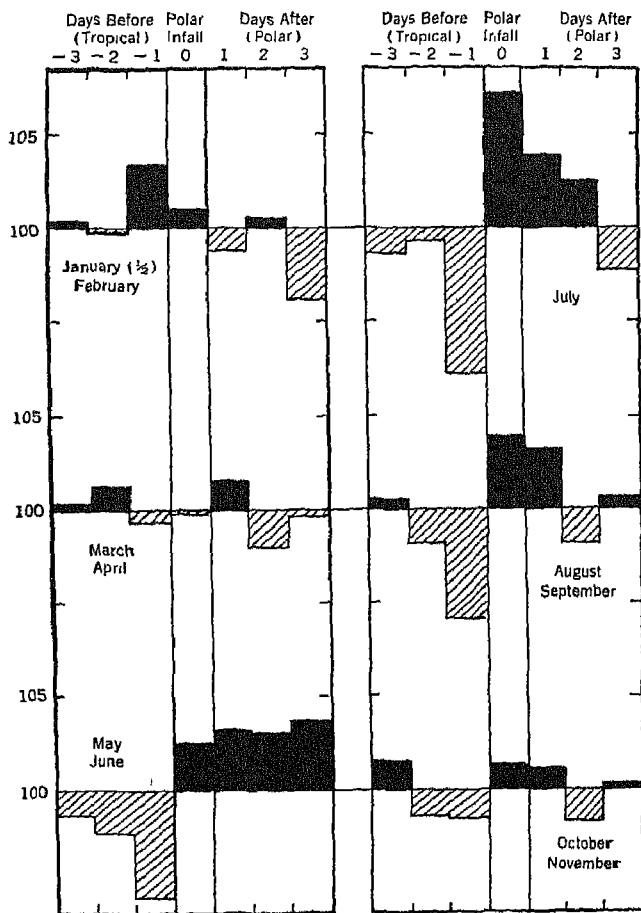 Days Before Polar Days After
(Tropical) Infall (Polar)
-3 -2 -1 0 1 2 3
Days Before Polar Days After
(Tropical) Infall (Polar)
-3 -2 -1 0 1 2 3
105
100
January (½)
February
July
105
100
March
April
August
September
105
May
June
100
October
November